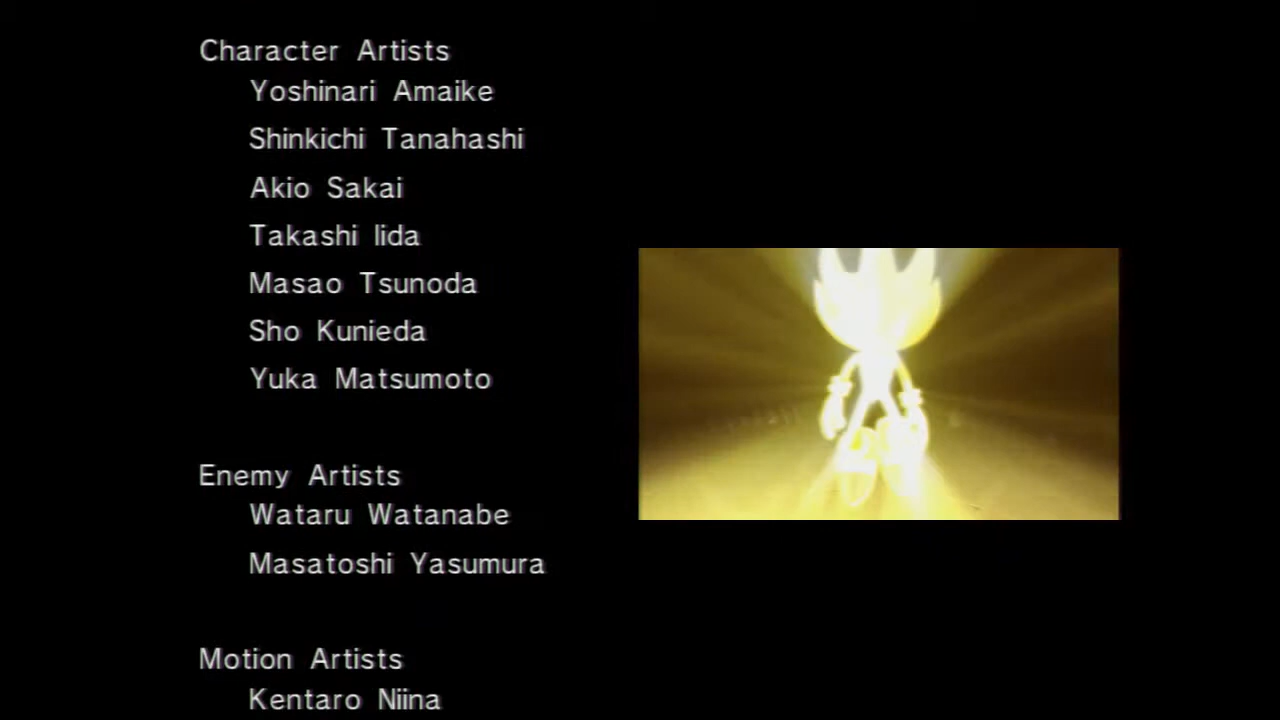 Character Artists
Yoshinari Amaike
Shinkichi Tanahashi
Akio Sakai
Takashi Iida
Masao Tsunoda
Sho Kunieda
Yuka Matsumoto
Enemy Artists
Wataru Watanabe
Masatoshi Yasumura
Motion Artists
Kentaro Niina